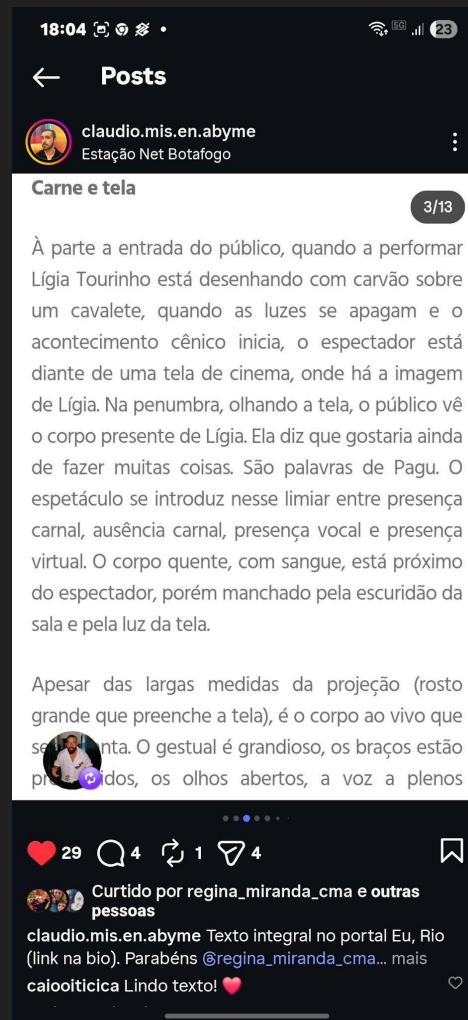 18:04
5G
23
Posts
claudio.mis.en.abyme
Estação Net Botafogo
Carne e tela
3/13
À parte a entrada do público, quando a performar
Lígia Tourinho está desenhando com carvão sobre
um cavalete, quando as luzes se apagam e o
acontecimento cênico inicia, o espectador está
diante de uma tela de cinema, onde há a imagem
de Lígia. Na penumbra, olhando a tela, o público vê
o corpo presente de Lígia. Ela diz que gostaria ainda
de fazer muitas coisas. São palavras de Pagu. O
espetáculo se introduz nesse limiar entre presença
carnal, ausência carnal, presença vocal e presença
virtual. O corpo quente, com sangue, está próximo
do espectador, porém manchado pela escuridão da
sala e pela luz da tela.
Apesar das largas medidas da projeção (rosto
grande que preenche a tela), é o corpo ao vivo que
O gestual é grandioso, os braços estão
os olhos abertos, a voz a plenos
29
4
1
4
Curtido por regina_miranda_cma e outras
pessoas
claudio.mis.en.abyme Texto integral no portal Eu, Rio
(link na bio). Parabéns @regina_miranda_cma... mais
caiooiticica Lindo texto!